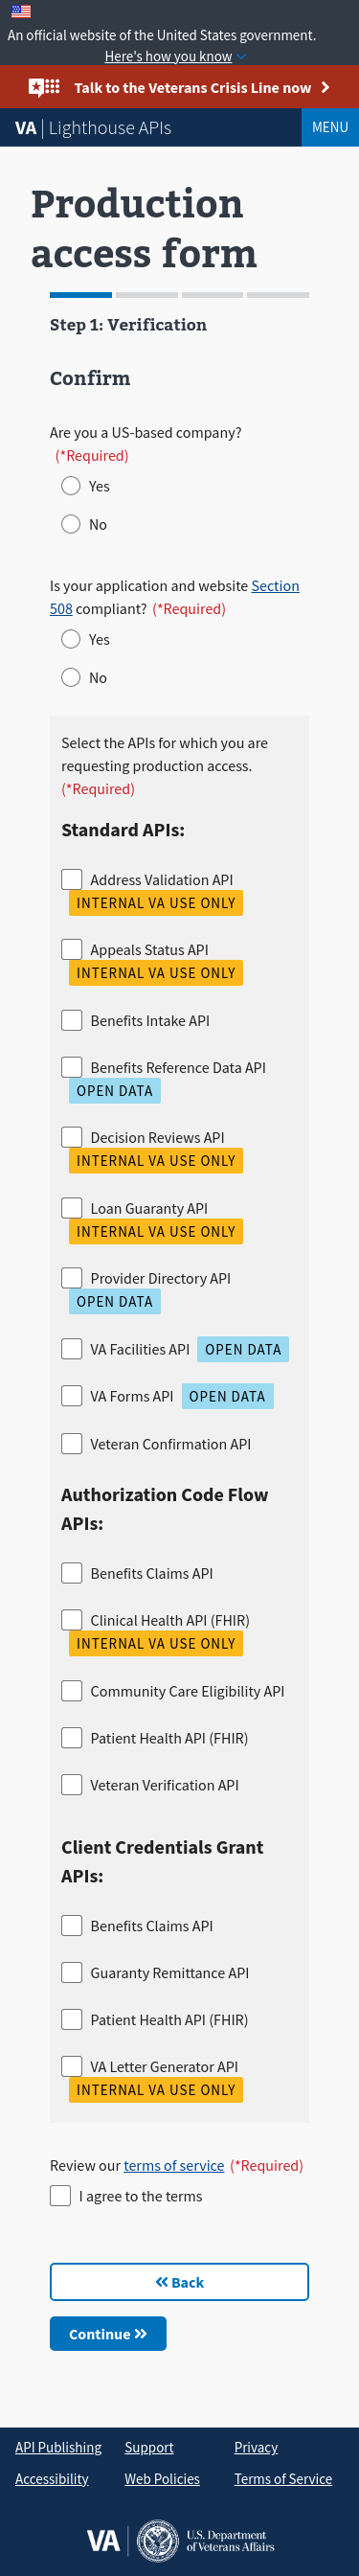 An official website of the United States government.
Here's how you know
Talk to the Veterans Crisis Line now
VA | Lighthouse APIs
MENU
Production
access form
Step 1: Verification
Confirm
Are you a US-based company?
(*Required)
Yes
No
Is your application and website Section
508 compliant? (*Required)
Yes
No
Select the APIs for which you are
requesting production access.
(*Required)
Standard APIs:
Address Validation API
INTERNAL VA USE ONLY
Appeals Status API
INTERNAL VA USE ONLY
Benefits Intake API
Benefits Reference Data API
OPEN DATA
Decision Reviews API
INTERNAL VA USE ONLY
Loan Guaranty API
INTERNAL VA USE ONLY
Provider Directory API
OPEN DATA
VA Facilities API OPEN DATA
VA Forms API OPEN DATA
Veteran Confirmation API
Authorization Code Flow
APIs:
Benefits Claims API
Clinical Health API (FHIR)
INTERNAL VA USE ONLY
Community Care Eligibility API
Patient Health API (FHIR)
Veteran Verification API
Client Credentials Grant
APIs:
Benefits Claims API
Guaranty Remittance API
Patient Health API (FHIR)
VA Letter Generator API
INTERNAL VA USE ONLY
Review our terms of service (*Required)
I agree to the terms
Back
Continue
API Publishing Support Privacy
Accessibility Web Policies Terms of Service
VA
U.S. Department
of Veterans Affairs